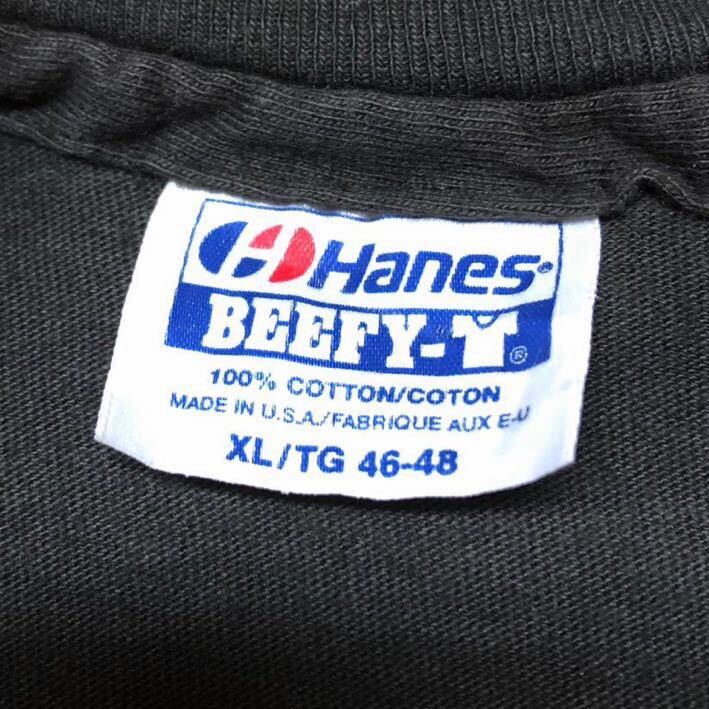 Hanes®
BEEFY-T®
100% COTTON/COTON
MADE IN U.S.A./FABRIQUE AUX E-U
XL/TG 46-48